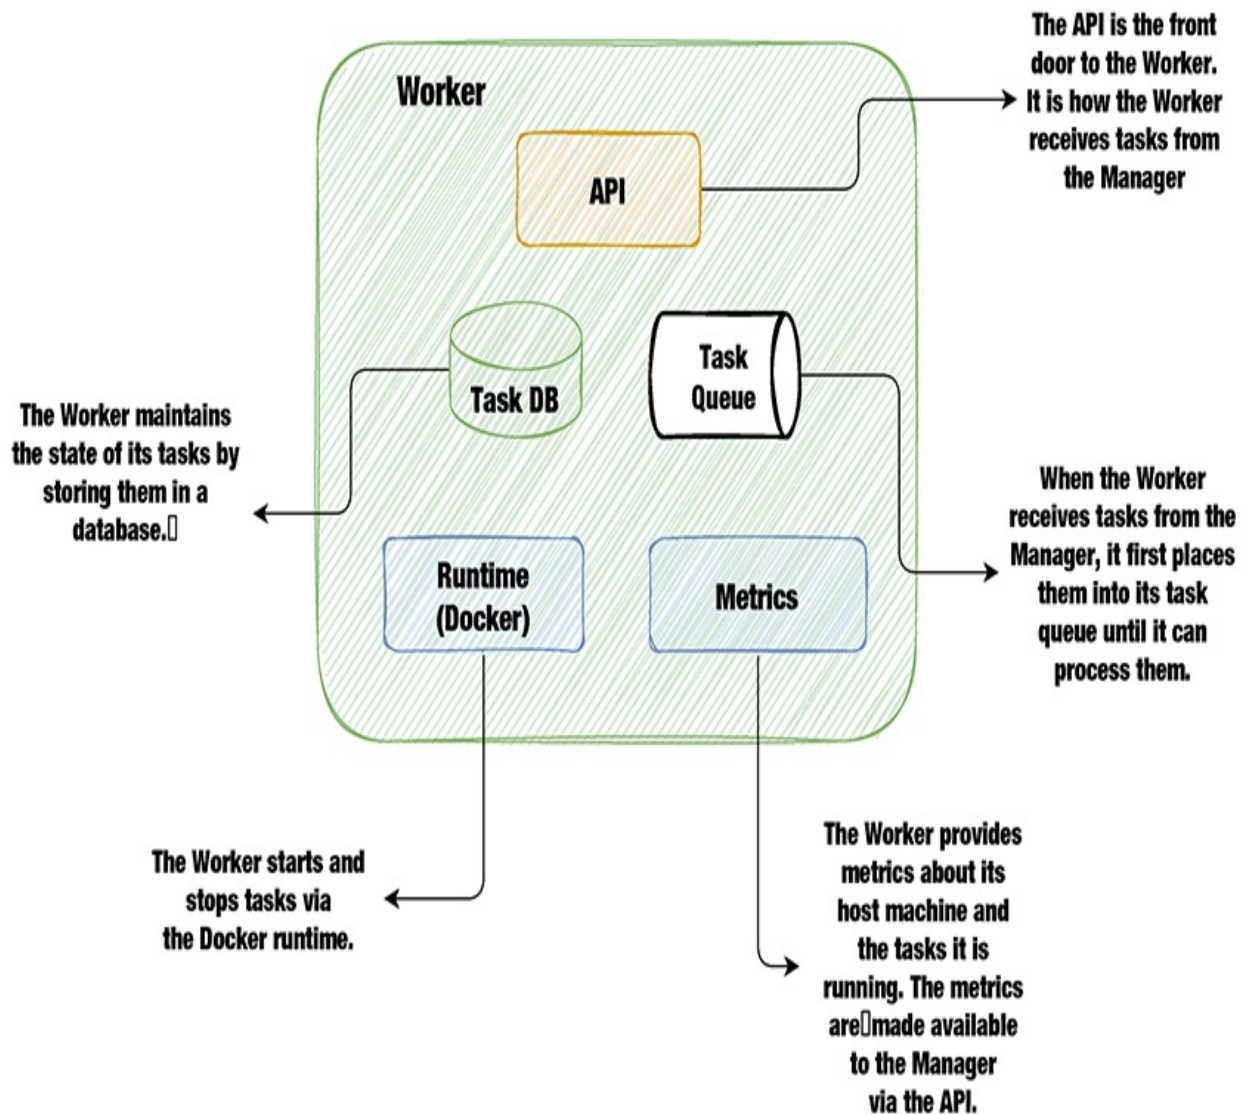 The API is the front
door to the Worker.
It is how the Worker
receives tasks from
the Manager
Worker
API
Task DB
Task
Queue
The Worker maintains
the state of its tasks by
storing them in a
database.▯
When the Worker
receives tasks from the
Manager, it first places
them into its task
queue until it can
process them.
Runtime
(Docker)
Metrics
The Worker starts and
stops tasks via
the Docker runtime.
The Worker provides
metrics about its
host machine and
the tasks it is
running. The metrics
are▯made available
to the Manager
via the API.